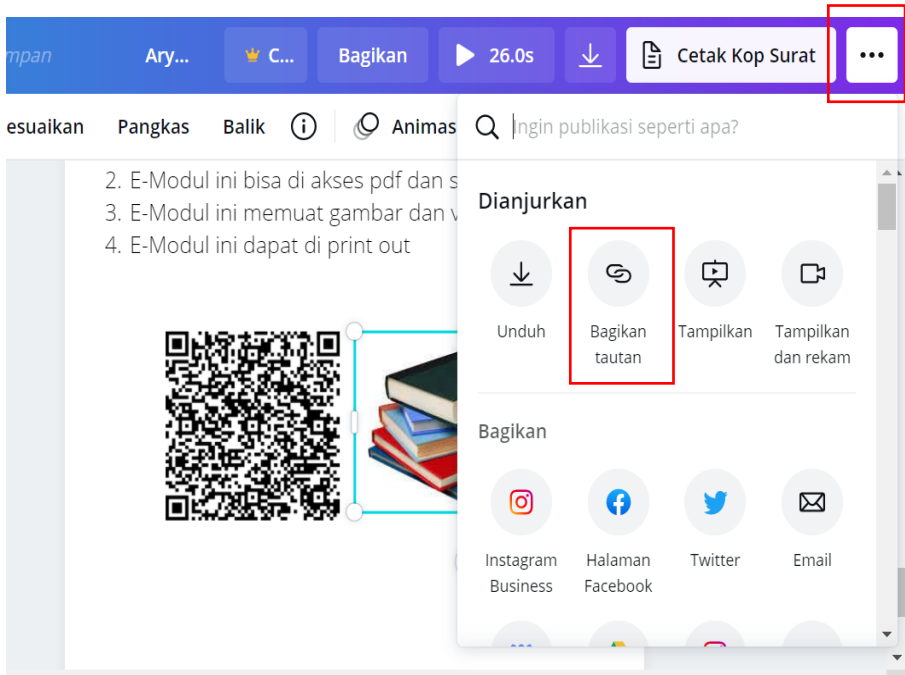 Ary...
C...
Bagikan
26.0s
Cetak Kop Surat
esuaikan
Pangkas
Balik
Animas
Ingin publikasi seperti apa?
2. E-Modul ini bisa di akses pdf dan s
3. E-Modul ini memuat gambar dan v
4. E-Modul ini dapat di print out
Dianjurkan
Unduh
Bagikan
tautan
Tampilkan
Tampilkan
dan rekam
Bagikan
Instagram
Business
Halaman
Facebook
Twitter
Email